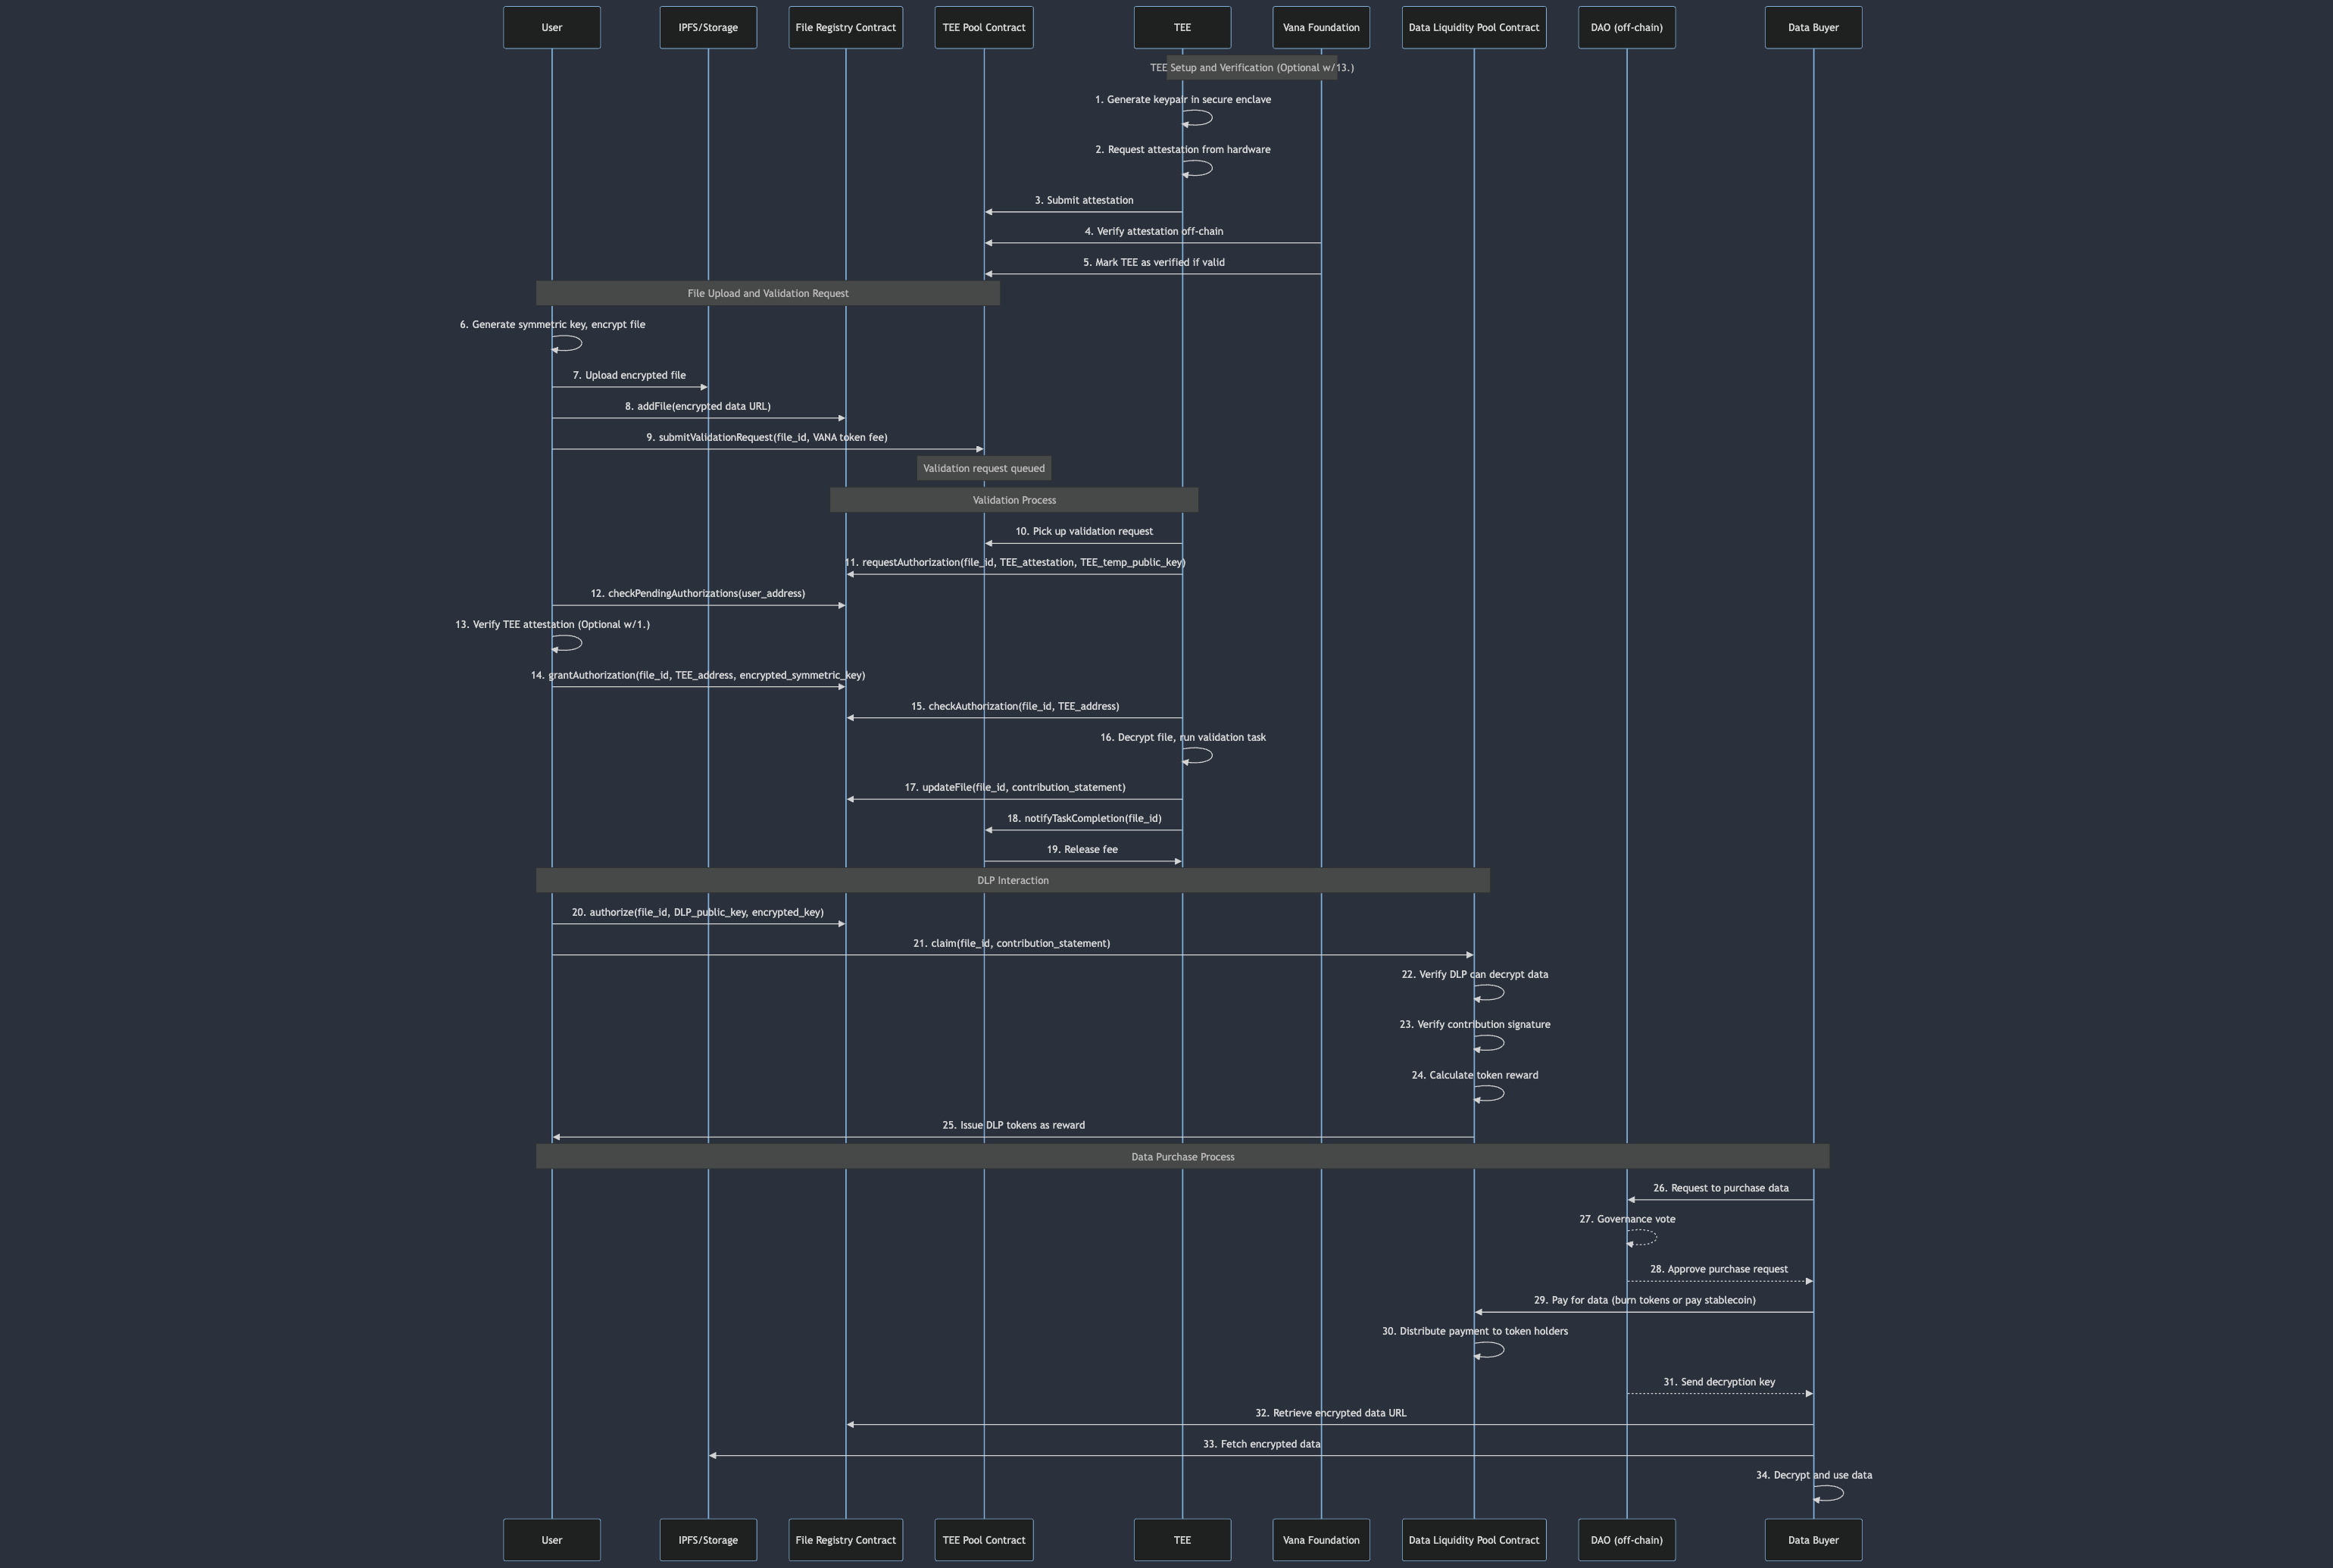 User
IPFS/Storage
File Registry Contract
TEE Pool Contract
TEE
Vana Foundation
Data Liquidity Pool Contract
DAO (off-chain)
Data Buyer
TEE Setup and Verification (Optional w/13.)
1. Generate keypair in secure enclave
2. Request attestation from hardware
3. Submit attestation
4. Verify attestation off-chain
5. Mark TEE as verified if valid
File Upload and Validation Request
6. Generate symmetric key, encrypt file
7. Upload encrypted file
8. addFile(encrypted data URL)
9. submitValidationRequest(file_id, VANA token fee)
Validation request queued
Validation Process
10. Pick up validation request
11. requestAuthorization(file_id, TEE_attestation, TEE_temp_public_key)
12. checkPendingAuthorizations(user_address)
13. Verify TEE attestation (Optional w/1.)
14. grantAuthorization(file_id, TEE_address, encrypted_symmetric_key)
15. checkAuthorization(file_id, TEE_address)
16. Decrypt file, run validation task
17. updateFile(file_id, contribution_statement)
18. notifyTaskCompletion(file_id)
19. Release fee
DLP Interaction
20. authorize(file_id, DLP_public_key, encrypted_key)
21. claim(file_id, contribution_statement)
22. Verify DLP can decrypt data
23. Verify contribution signature
24. Calculate token reward
25. Issue DLP tokens as reward
Data Purchase Process
26. Request to purchase data
27. Governance vote
28. Approve purchase request
29. Pay for data (burn tokens or pay stablecoin)
30. Distribute payment to token holders
31. Send decryption key
32. Retrieve encrypted data URL
33. Fetch encrypted data
34. Decrypt and use data
User
IPFS/Storage
File Registry Contract
TEE Pool Contract
TEE
Vana Foundation
Data Liquidity Pool Contract
DAO (off-chain)
Data Buyer